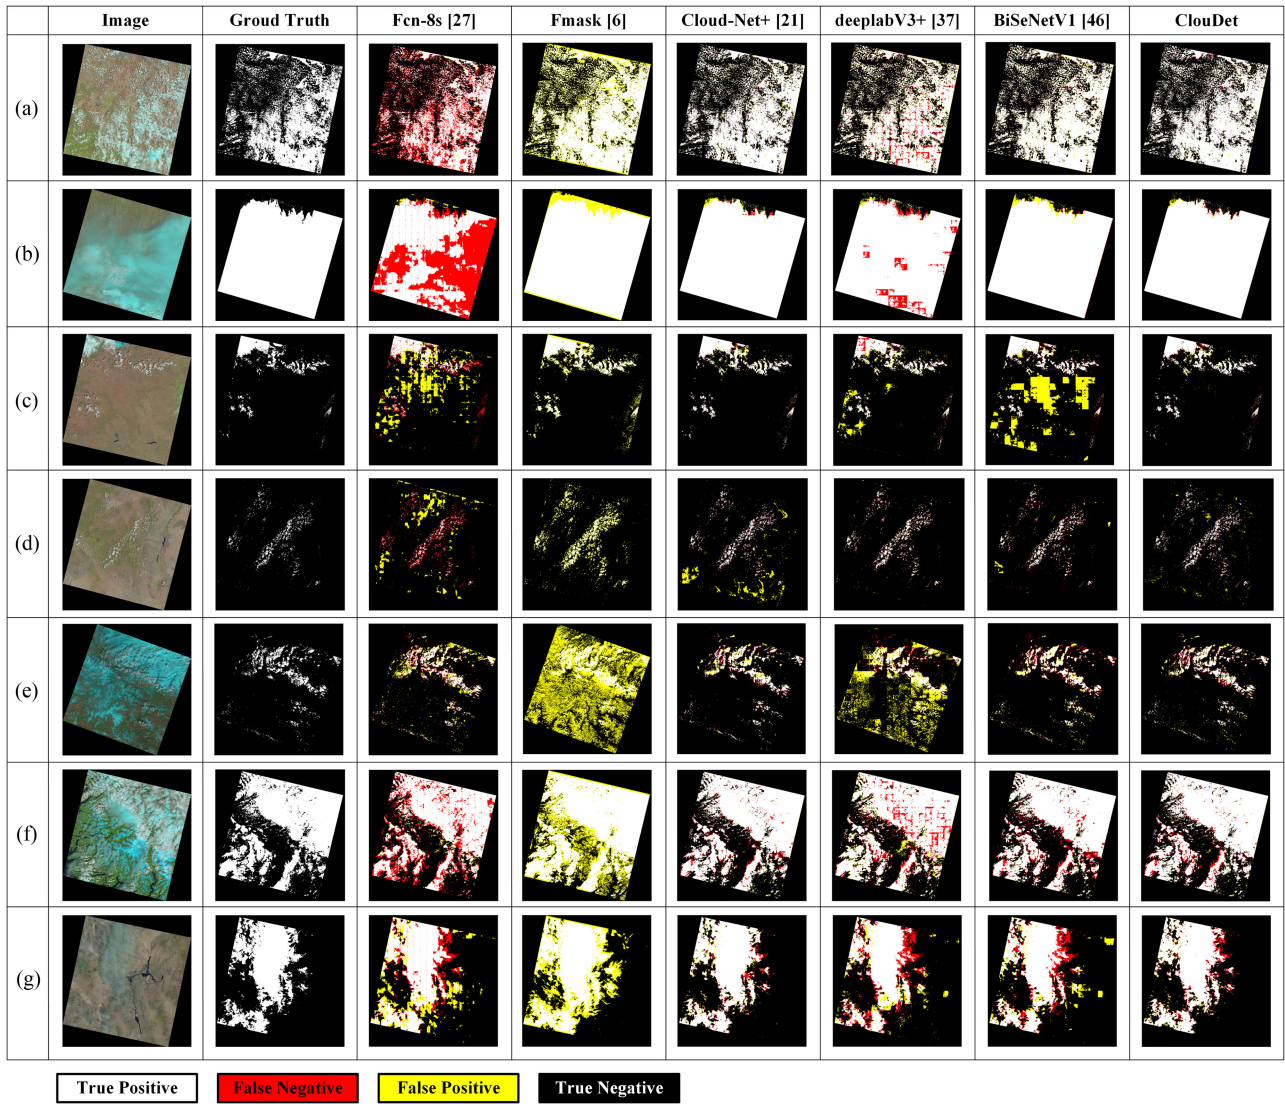 Image Groud Truth Fcn-8s [27] Fmask [6] Cloud-Net+ [21] deeplabV3+ [37] BiSeNetV1 [46] ClouDet
(a)
(b)
(c)
(d)
(e)
(f)
(g)
True Positive False Negative False Positive True Negative